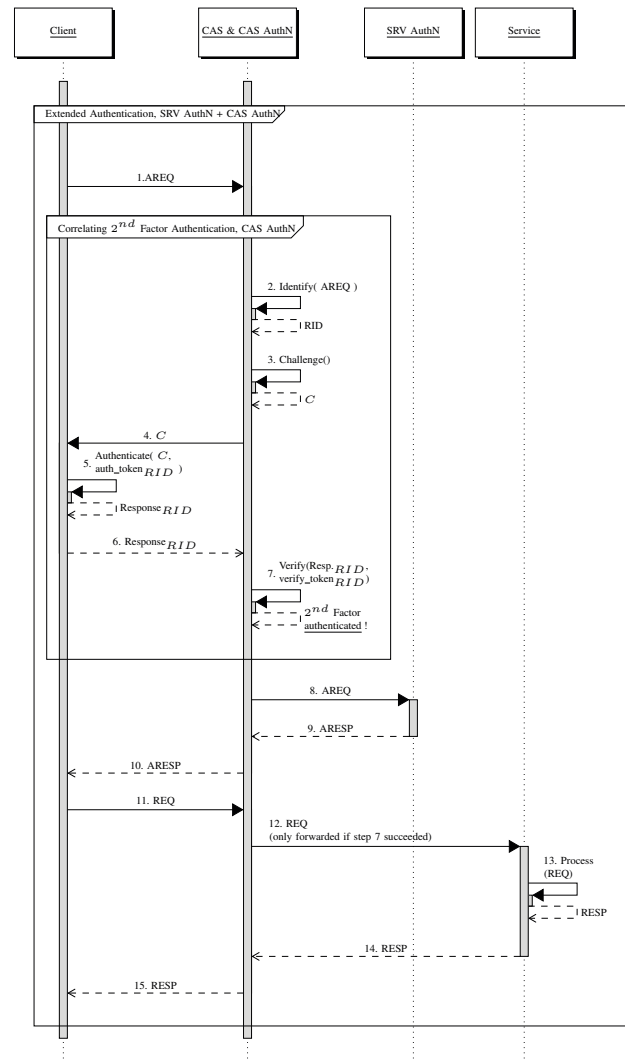 Client
CAS & CAS AuthN
SRV AuthN
Service
Extended Authentication, SRV AuthN + CAS AuthN
1.AREQ
Correlating 2nd Factor Authentication, CAS AuthN
2. Identify( AREQ )
RID
3. Challenge()
C
4. C
5. Authenticate( C,
auth_tokenRID )
ResponseRID
6. ResponseRID
7. Verify(Resp.RID,
verify_tokenRID)
2nd Factor
authenticated !
8. AREQ
9. ARESP
10. ARESP
11. REQ
12. REQ
(only forwarded if step 7 succeeded)
13. Process
(REQ)
RESP
14. RESP
15. RESP